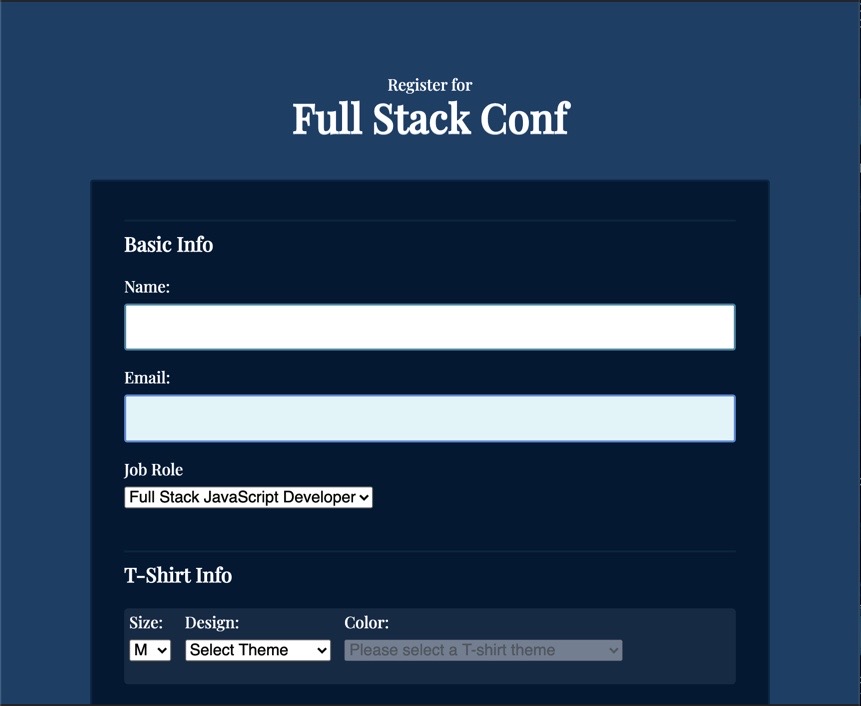 Register for
Full Stack Conf
Basic Info
Name:
Email:
Job Role
Full Stack JavaScript Developer
T-Shirt Info
Size: Design: Color:
M Select Theme Please select a T-shirt theme